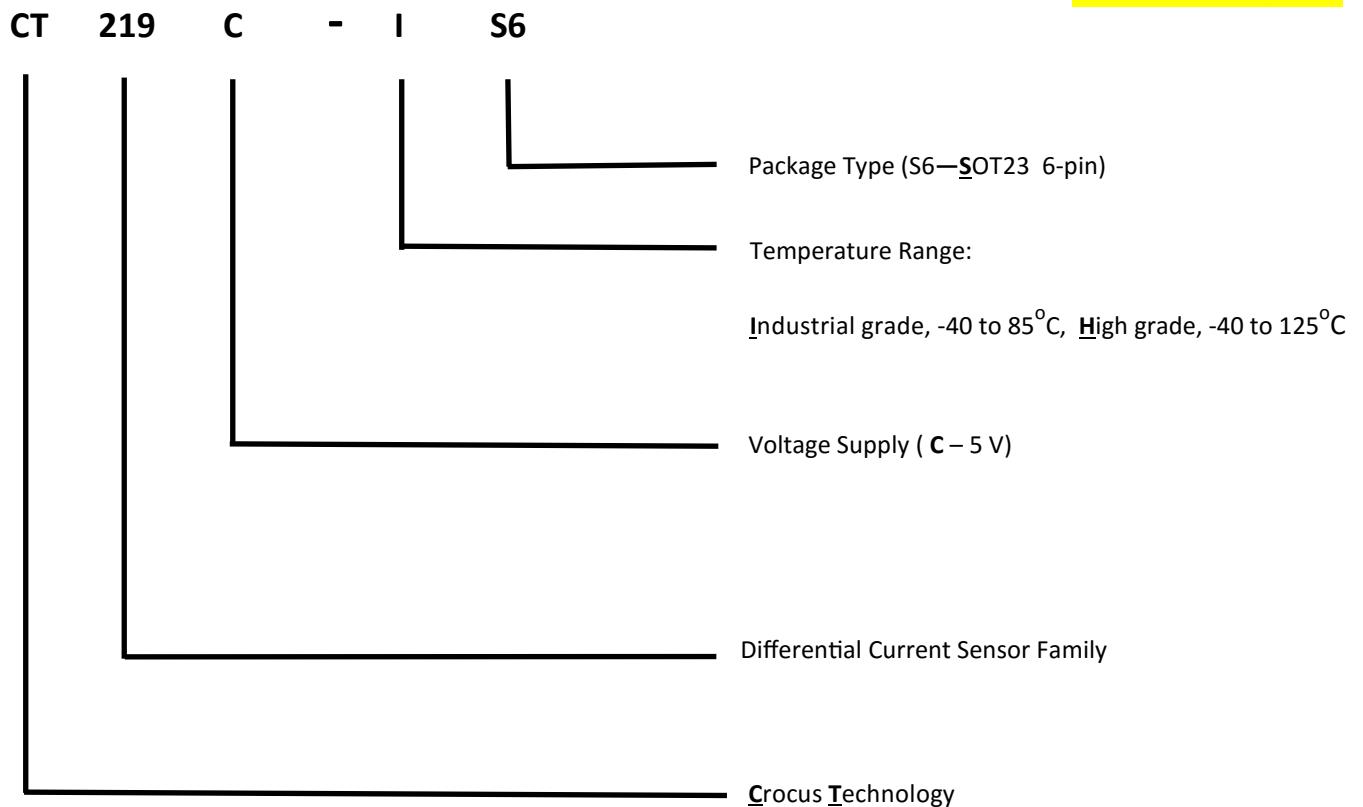 CT 219 C - I S6
Package Type (S6—SOT23 6-pin)
Temperature Range:
Industrial grade, -40 to 85°C, High grade, -40 to 125°C
Voltage Supply ( C – 5 V)
Differential Current Sensor Family
Crocus Technology